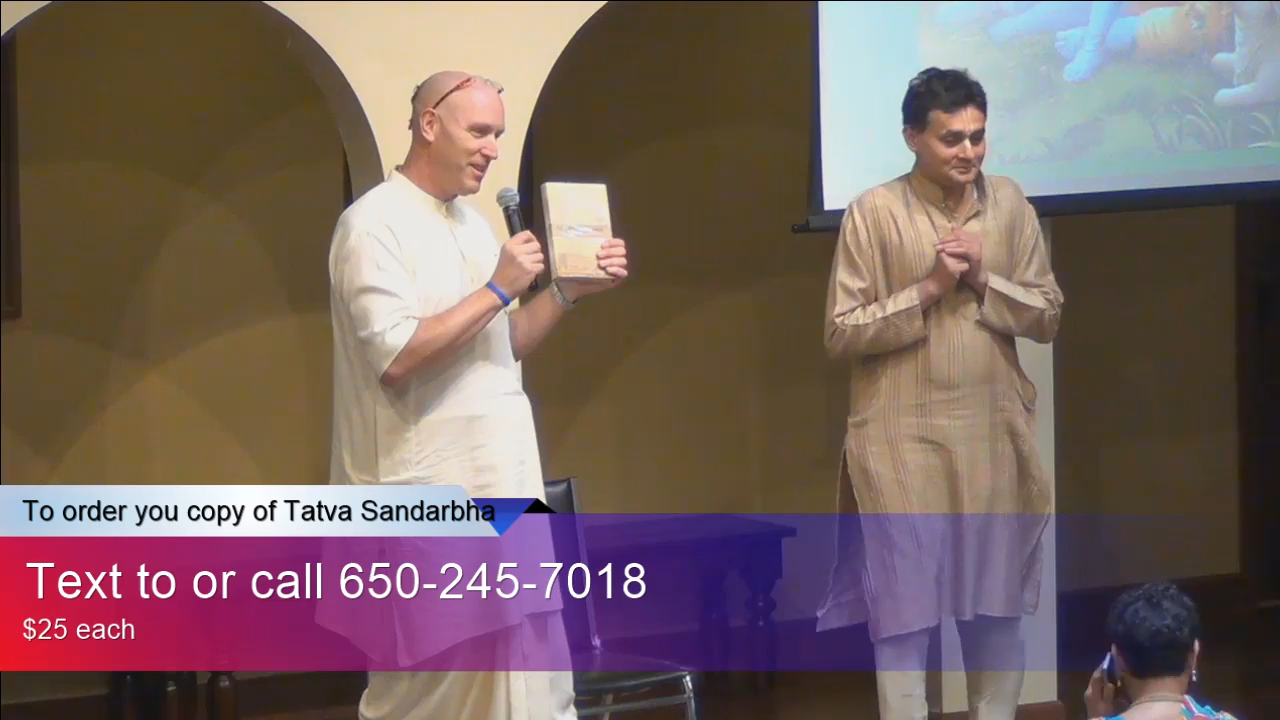 To order you copy of Tatva Sandarbha
Text to or call 650-245-7018
$25 each